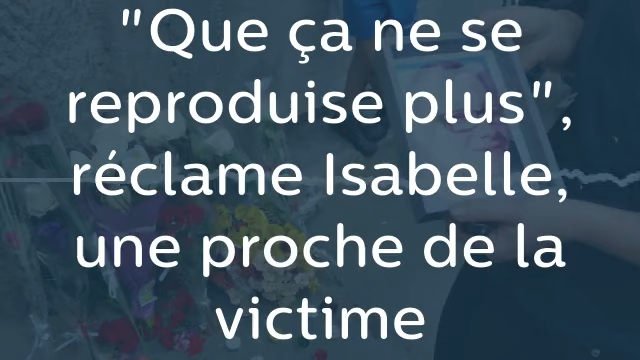 "Que ça ne se
reproduise plus",
réclame Isabelle,
une proche de la
victime